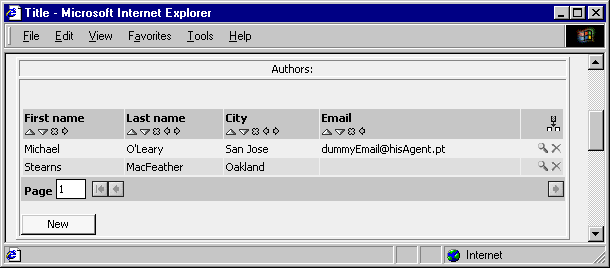 Title - Microsoft Internet Explorer
File Edit View Favorites Tools Help
Authors:
First name Last name City Email
Michael O'Leary San Jose dummyEmail@hisAgent.pt
Stearns MacFeather Oakland
Page 1
New
Internet